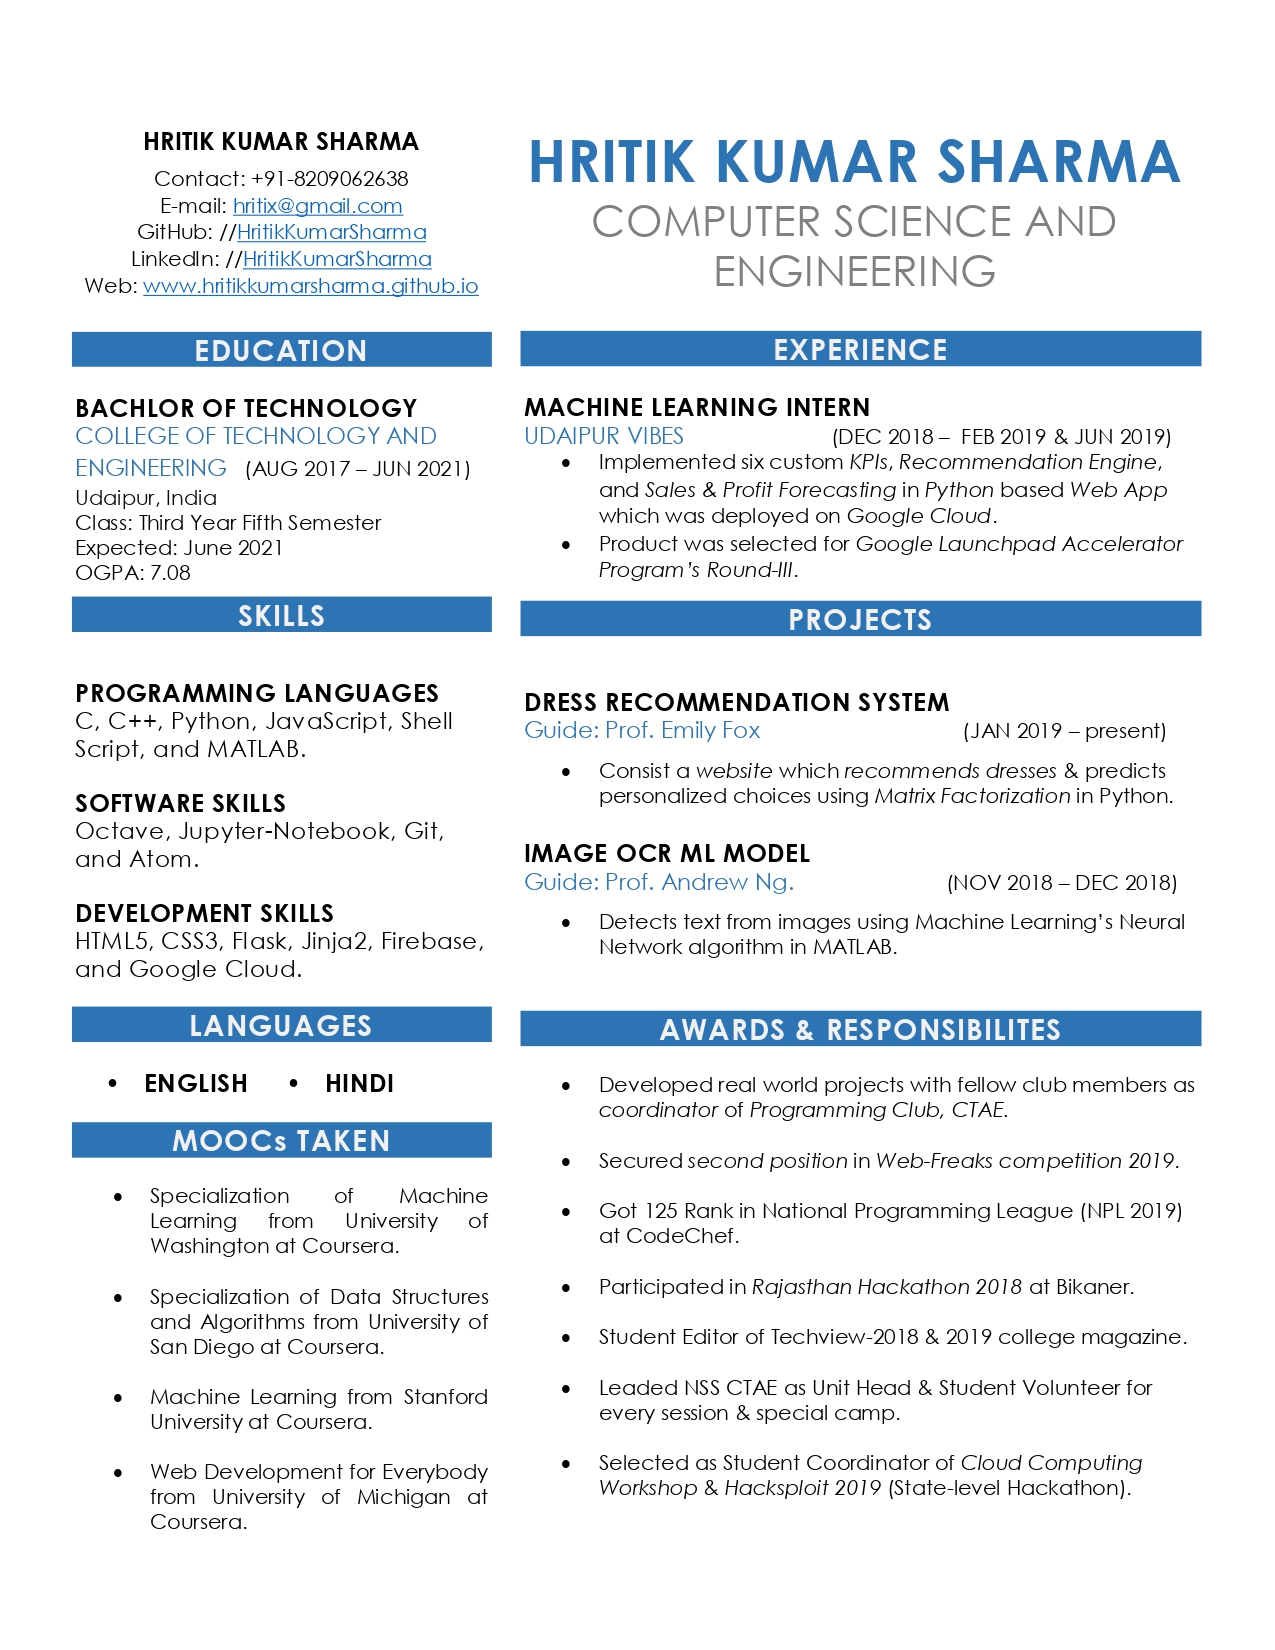 HRITIK KUMAR SHARMA
Contact: +91-8209062638
E-mail: hritix@gmail.com
GitHub: //HritikKumarSharma
LinkedIn: //HritikKumarSharma
Web: www.hritikkumarsharma.github.io
EDUCATION
BACHLOR OF TECHNOLOGY
COLLEGE OF TECHNOLOGY AND
ENGINEERING (AUG 2017 – JUN 2021)
Udaipur, India
Class: Third Year Fifth Semester
Expected: June 2021
OGPA: 7.08
SKILLS
PROGRAMMING LANGUAGES
C, C++, Python, JavaScript, Shell
Script, and MATLAB.
SOFTWARE SKILLS
Octave, Jupyter-Notebook, Git,
and Atom.
DEVELOPMENT SKILLS
HTML5, CSS3, Flask, Jinja2, Firebase,
and Google Cloud.
LANGUAGES
• ENGLISH • HINDI
MOOCs TAKEN
• Specialization of Machine
Learning from University of
Washington at Coursera.
• Specialization of Data Structures
and Algorithms from University of
San Diego at Coursera.
• Machine Learning from Stanford
University at Coursera.
• Web Development for Everybody
from University of Michigan at
Coursera.
HRITIK KUMAR SHARMA
COMPUTER SCIENCE AND
ENGINEERING
EXPERIENCE
MACHINE LEARNING INTERN
UDAIPUR VIBES (DEC 2018 – FEB 2019 & JUN 2019)
• Implemented six custom KPIs, Recommendation Engine,
and Sales & Profit Forecasting in Python based Web App
which was deployed on Google Cloud.
• Product was selected for Google Launchpad Accelerator
Program's Round-III.
PROJECTS
DRESS RECOMMENDATION SYSTEM
Guide: Prof. Emily Fox (JAN 2019 – present)
• Consist a website which recommends dresses & predicts
personalized choices using Matrix Factorization in Python.
IMAGE OCR ML MODEL
Guide: Prof. Andrew Ng. (NOV 2018 – DEC 2018)
• Detects text from images using Machine Learning's Neural
Network algorithm in MATLAB.
AWARDS & RESPONSIBILITES
• Developed real world projects with fellow club members as
coordinator of Programming Club, CTAE.
• Secured second position in Web-Freaks competition 2019.
• Got 125 Rank in National Programming League (NPL 2019)
at CodeChef.
• Participated in Rajasthan Hackathon 2018 at Bikaner.
• Student Editor of Techview-2018 & 2019 college magazine.
• Leaded NSS CTAE as Unit Head & Student Volunteer for
every session & special camp.
• Selected as Student Coordinator of Cloud Computing
Workshop & Hacksploit 2019 (State-level Hackathon).